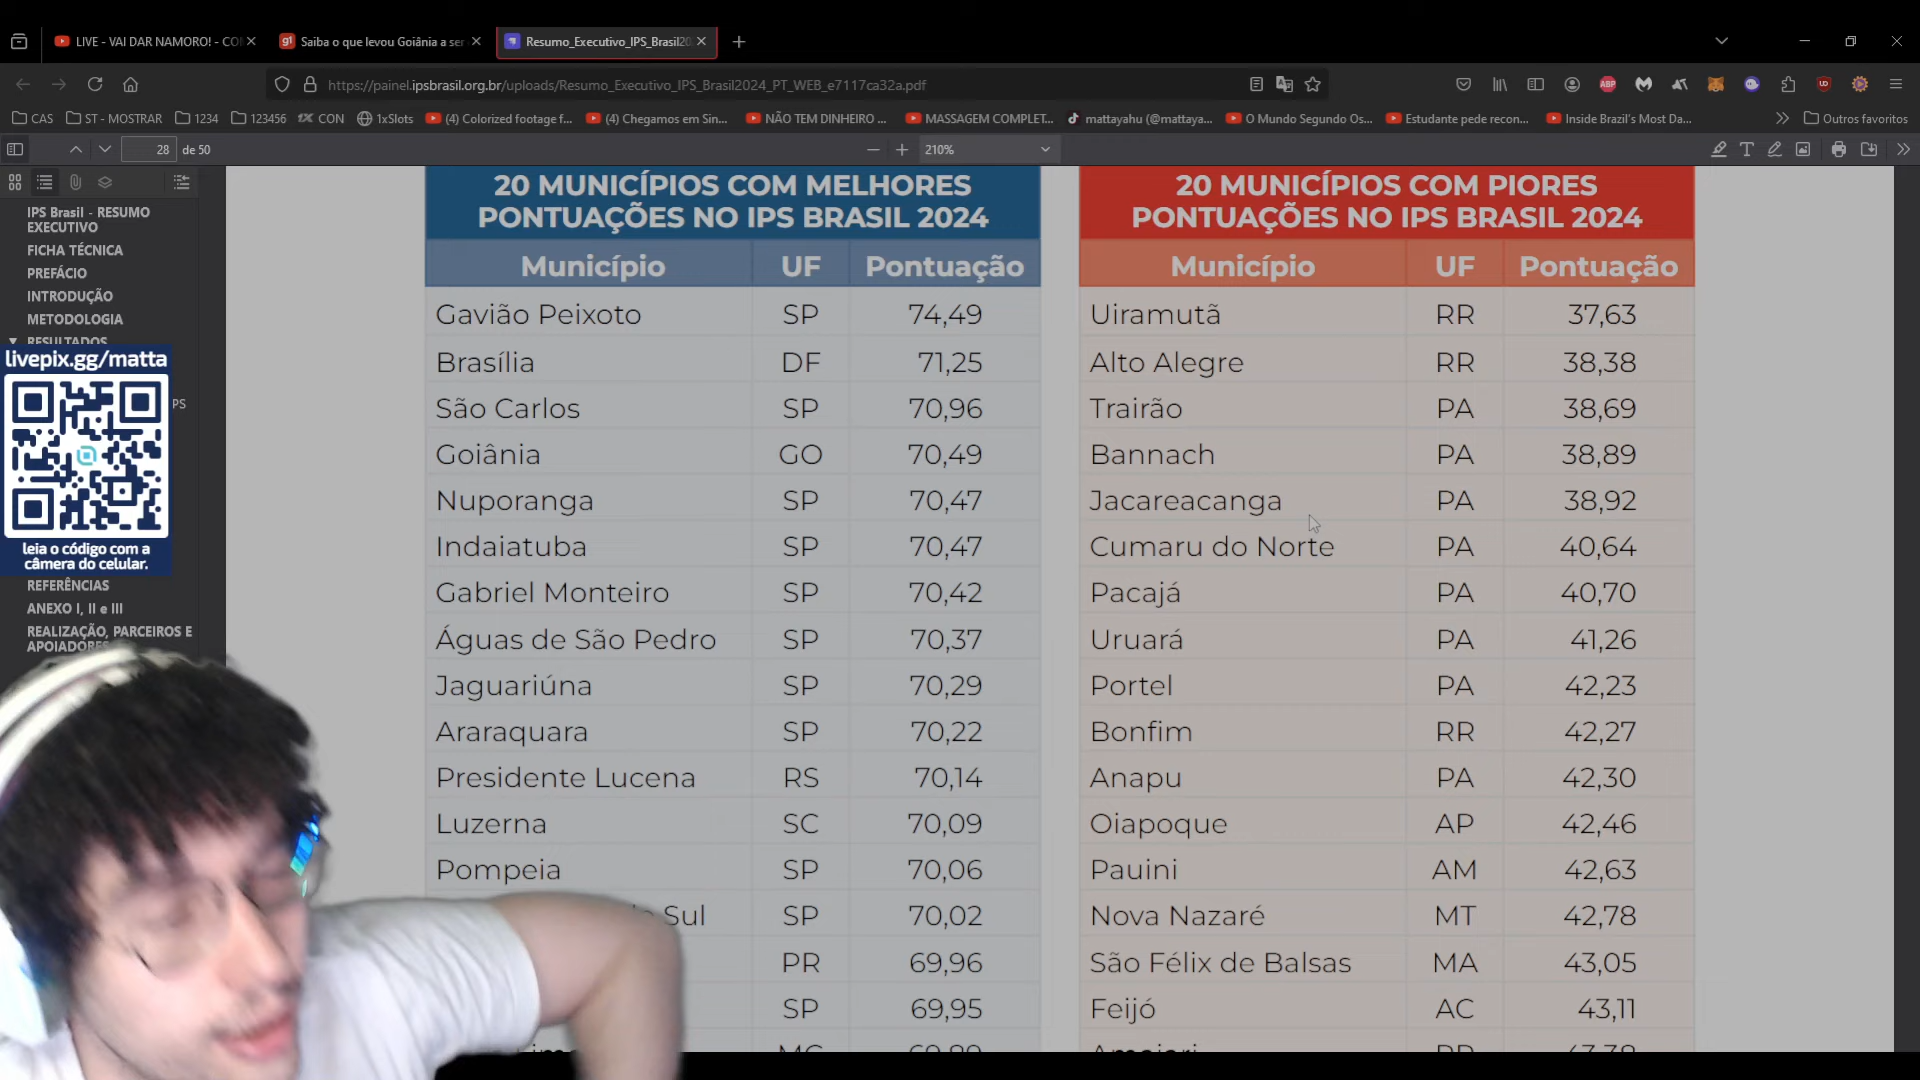 LIVE - VAI DAR NAMORO! - CO
Saiba o que levou Goiânia a ser
Resumo_Executivo_IPS_Brasil20
https://painel.ipsbrasil.org.br/uploads/Resumo_Executivo_IPS_Brasil2024_PT_WEB_e7117ca32a.pdf
CAS
ST - MOSTRAR
1234
123456
CON
1xSlots
(4) Colorized footage f...
(4) Chegamos em Sin...
NÃO TEM DINHEIRO ...
MASSAGEM COMPLET...
mattayahu (@mattaya...
O Mundo Segundo Os...
Estudante pede recon...
Inside Brazil's Most Da...
Outros favoritos
28 de 50
210%
IPS Brasil - RESUMO
EXECUTIVO
FICHA TÉCNICA
PREFÁCIO
INTRODUÇÃO
METODOLOGIA
RESULTADOS
livepix.gg/matta
PS
leia o código com a
câmera do celular.
REFERÊNCIAS
ANEXO I, II e III
REALIZAÇÃO, PARCEIROS E
APOIADORES
20 MUNICÍPIOS COM MELHORES
PONTUAÇÕES NO IPS BRASIL 2024
Município UF Pontuação
Gavião Peixoto SP 74,49
Brasília DF 71,25
São Carlos SP 70,96
Goiânia GO 70,49
Nuporanga SP 70,47
Indaiatuba SP 70,47
Gabriel Monteiro SP 70,42
Águas de São Pedro SP 70,37
Jaguariúna SP 70,29
Araraquara SP 70,22
Presidente Lucena RS 70,14
Luzerna SC 70,09
Pompeia SP 70,06
Sul SP 70,02
PR 69,96
SP 69,95
MG 69,89
20 MUNICÍPIOS COM PIORES
PONTUAÇÕES NO IPS BRASIL 2024
Município UF Pontuação
Uiramutã RR 37,63
Alto Alegre RR 38,38
Trairão PA 38,69
Bannach PA 38,89
Jacareacanga PA 38,92
Cumaru do Norte PA 40,64
Pacajá PA 40,70
Uruará PA 41,26
Portel PA 42,23
Bonfim RR 42,27
Anapu PA 42,30
Oiapoque AP 42,46
Pauini AM 42,63
Nova Nazaré MT 42,78
São Félix de Balsas MA 43,05
Feijó AC 43,11
Amajari RR 43,38